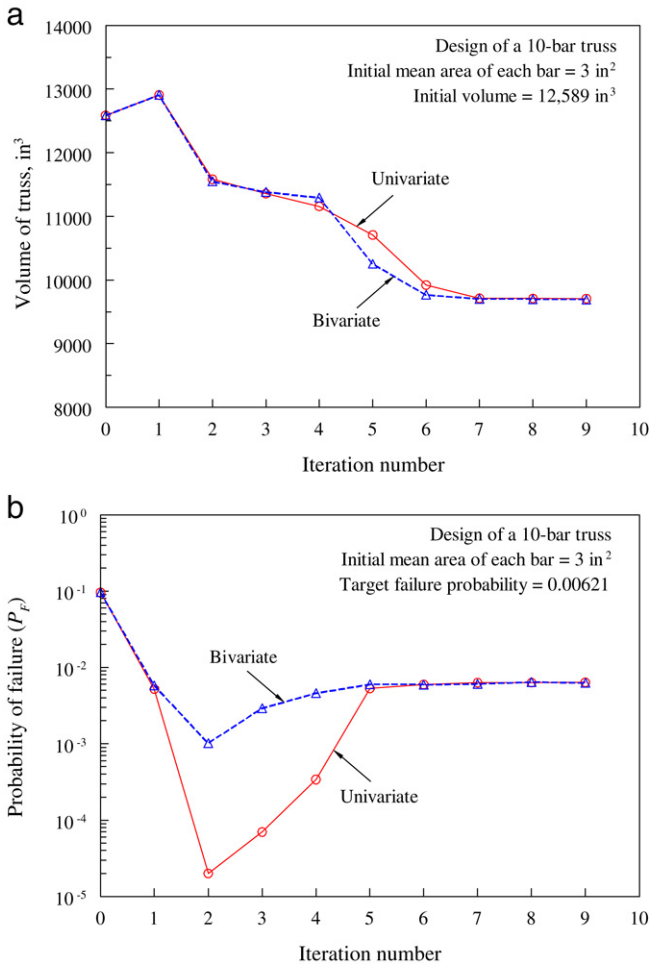 a
14000
13000
12000
11000
10000
9000
8000
Volume of truss, in³
Design of a 10-bar truss
Initial mean area of each bar = 3 in²
Initial volume = 12,589 in³
Univariate
Bivariate
0 1 2 3 4 5 6 7 8 9 10
Iteration number
b
10⁰
10⁻¹
10⁻²
10⁻³
10⁻⁴
10⁻⁵
Probability of failure (P_F)
Design of a 10-bar truss
Initial mean area of each bar = 3 in²
Target failure probability = 0.00621
Bivariate
Univariate
0 1 2 3 4 5 6 7 8 9 10
Iteration number